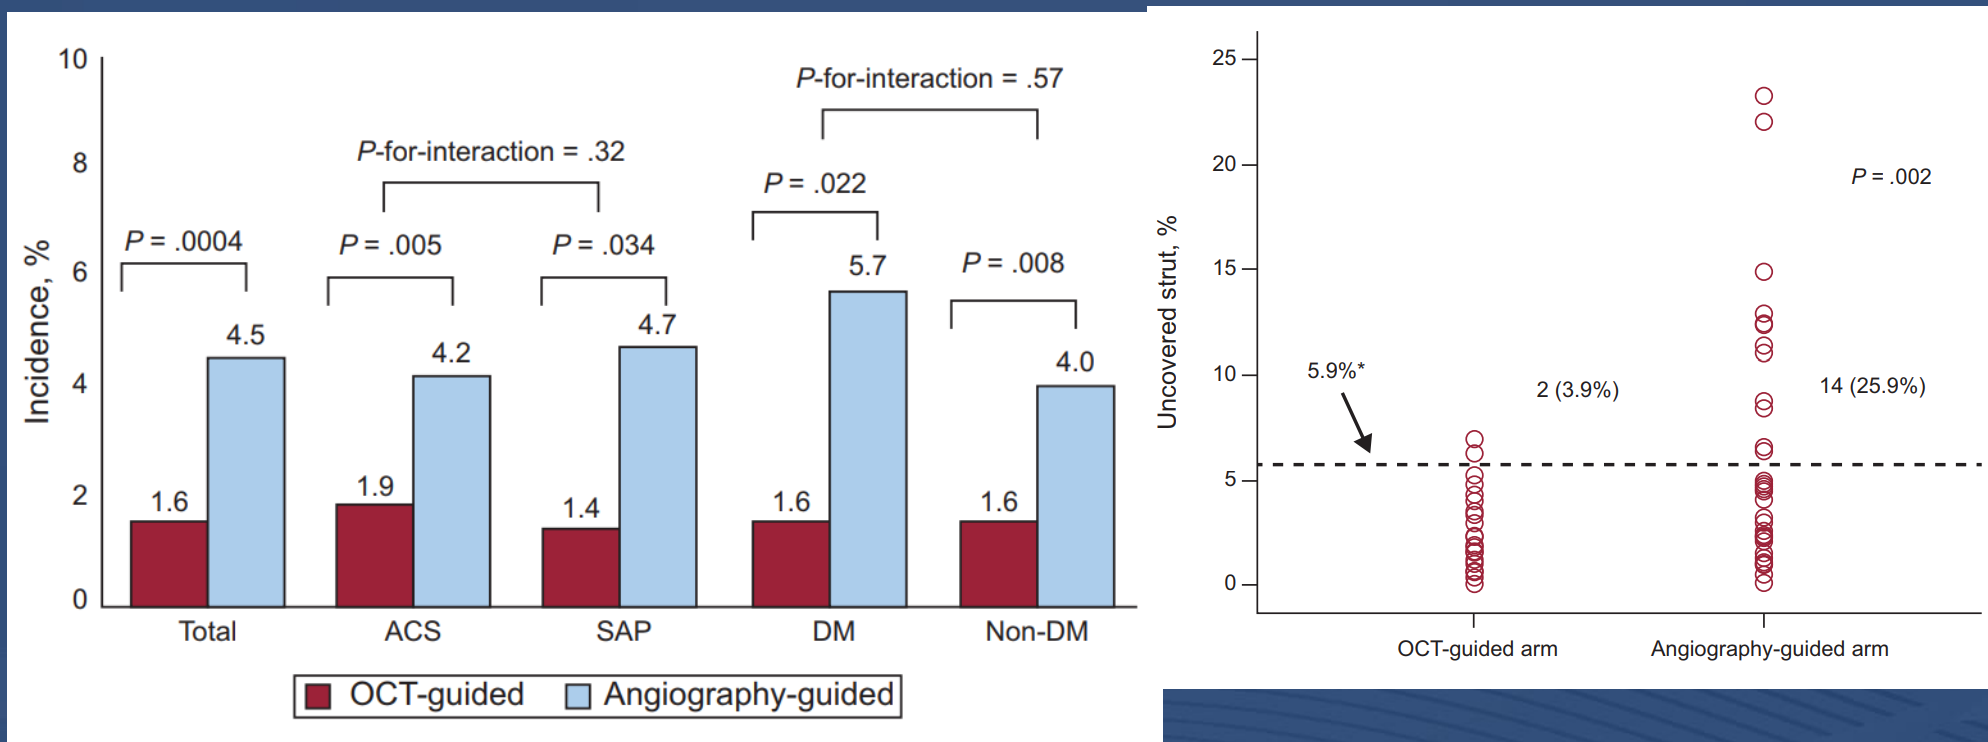 10
8
6
4
2
0
Incidence, %
P-for-interaction = .57
P-for-interaction = .32
P = .022
P = .0004
P = .005
P = .034
P = .008
1.6
4.5
1.9
4.2
1.4
4.7
1.6
5.7
1.6
4.0
Total
ACS
SAP
DM
Non-DM
OCT-guided
Angiography-guided
25
20
15
10
5
0
Uncovered strut, %
P = .002
5.9%*
2 (3.9%)
14 (25.9%)
OCT-guided arm
Angiography-guided arm